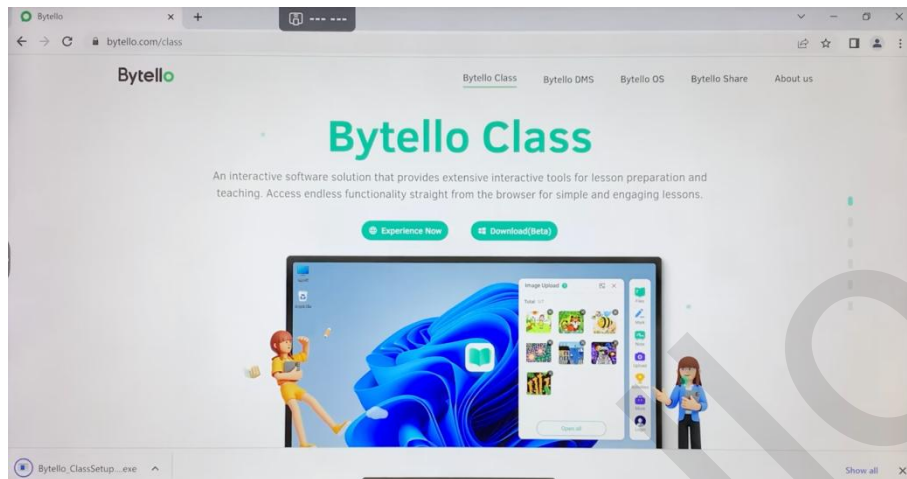 Bytello
--- ---
bytello.com/class
Bytello
Bytello Class
Bytello DMS
Bytello OS
Bytello Share
About us
Bytello Class
An interactive software solution that provides extensive interactive tools for lesson preparation and
teaching. Access endless functionality straight from the browser for simple and engaging lessons.
Experience Now
Download(Beta)
Image Upload
Total
Open all
Bytello_ClassSetup....exe
Show all